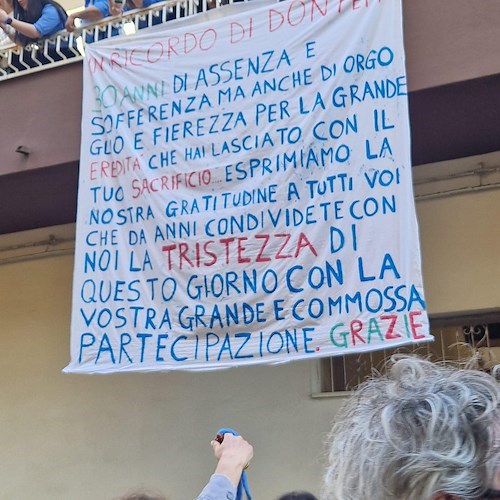 IN RICORDO DI DON PEPPE
30 ANNI DI ASSENZA E
SOFFERENZA MA ANCHE DI ORGO
GLIO E FIEREZZA PER LA GRANDE
EREDITÀ CHE HAI LASCIATO CON IL
TUO SACRIFICIO... ESPRIMIAMO LA
NOSTRA GRATITUDINE A TUTTI VOI
CHE DA ANNI CONDIVIDETE CON
NOI LA TRISTEZZA DI
QUESTO GIORNO CON LA
VOSTRA GRANDE E COMMOSSA
PARTECIPAZIONE. GRAZIE